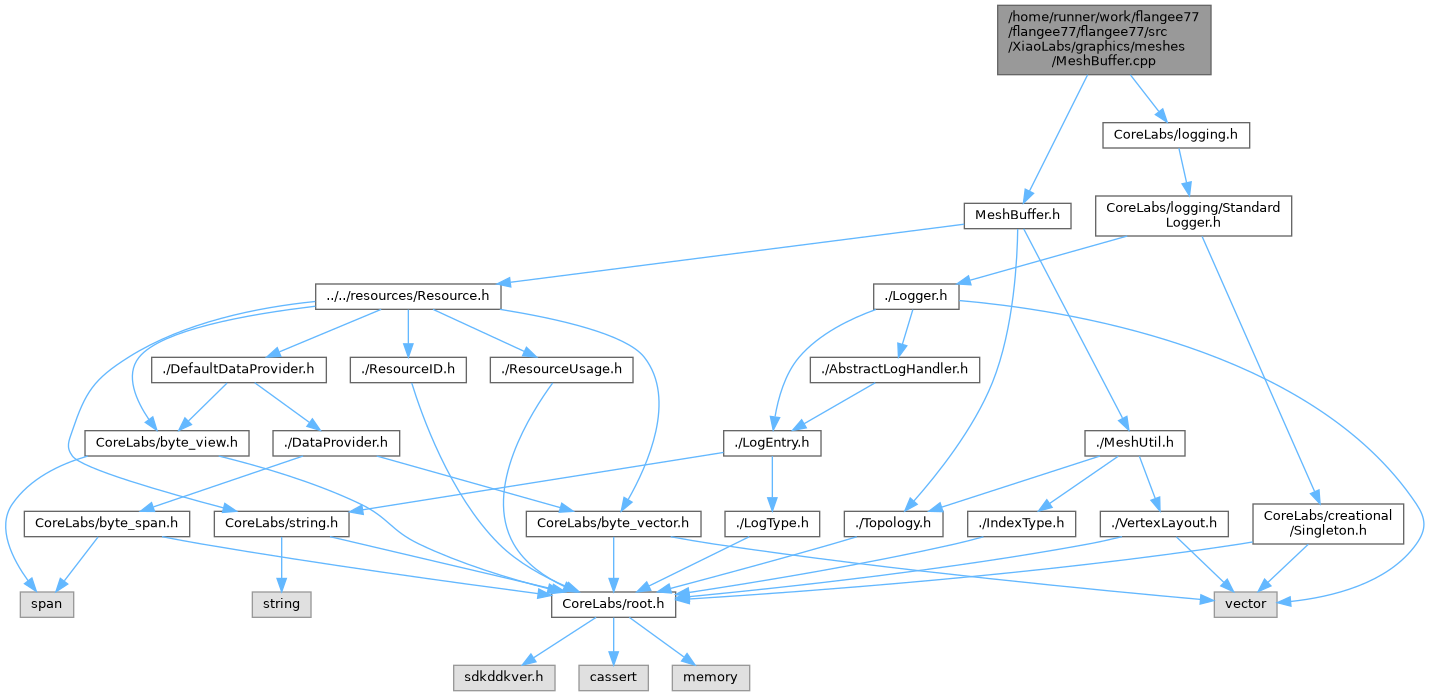 /home/runner/work/flangee77
/flangee77/flangee77/src
/XiaoLabs/graphics/meshes
/MeshBuffer.cpp
CoreLabs/logging.h
MeshBuffer.h
CoreLabs/logging/Standard
Logger.h
../../resources/Resource.h
./Logger.h
./DefaultDataProvider.h
./ResourceID.h
./ResourceUsage.h
./AbstractLogHandler.h
CoreLabs/byte_view.h
./DataProvider.h
./LogEntry.h
./MeshUtil.h
CoreLabs/byte_span.h
CoreLabs/string.h
CoreLabs/byte_vector.h
./LogType.h
./Topology.h
./IndexType.h
./VertexLayout.h
CoreLabs/creational
/Singleton.h
span
string
CoreLabs/root.h
vector
sdkddkver.h
cassert
memory